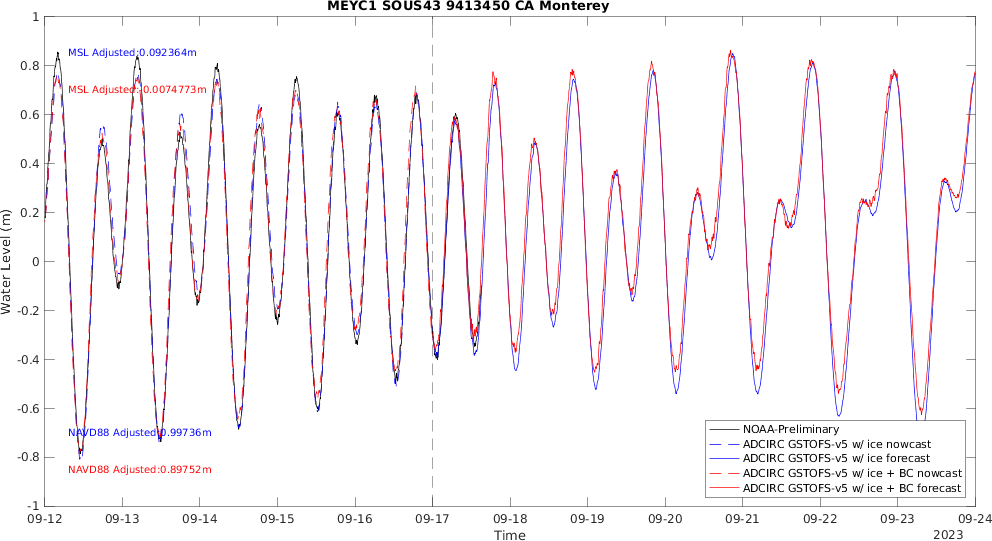 MEYC1 SOUS43 9413450 CA Monterey
1
0.8
0.6
0.4
0.2
0
-0.2
-0.4
-0.6
-0.8
-1
Water Level (m)
MSL Adjusted:0.092364m
MSL Adjusted:-0.0074773m
NAVD88 Adjusted:0.99736m
NAVD88 Adjusted:0.89752m
NOAA-Preliminary
ADCIRC GSTOFS-v5 w/ ice nowcast
ADCIRC GSTOFS-v5 w/ ice forecast
ADCIRC GSTOFS-v5 w/ ice + BC nowcast
ADCIRC GSTOFS-v5 w/ ice + BC forecast
09-12 09-13 09-14 09-15 09-16 09-17 09-18 09-19 09-20 09-21 09-22 09-23 09-24
Time
2023